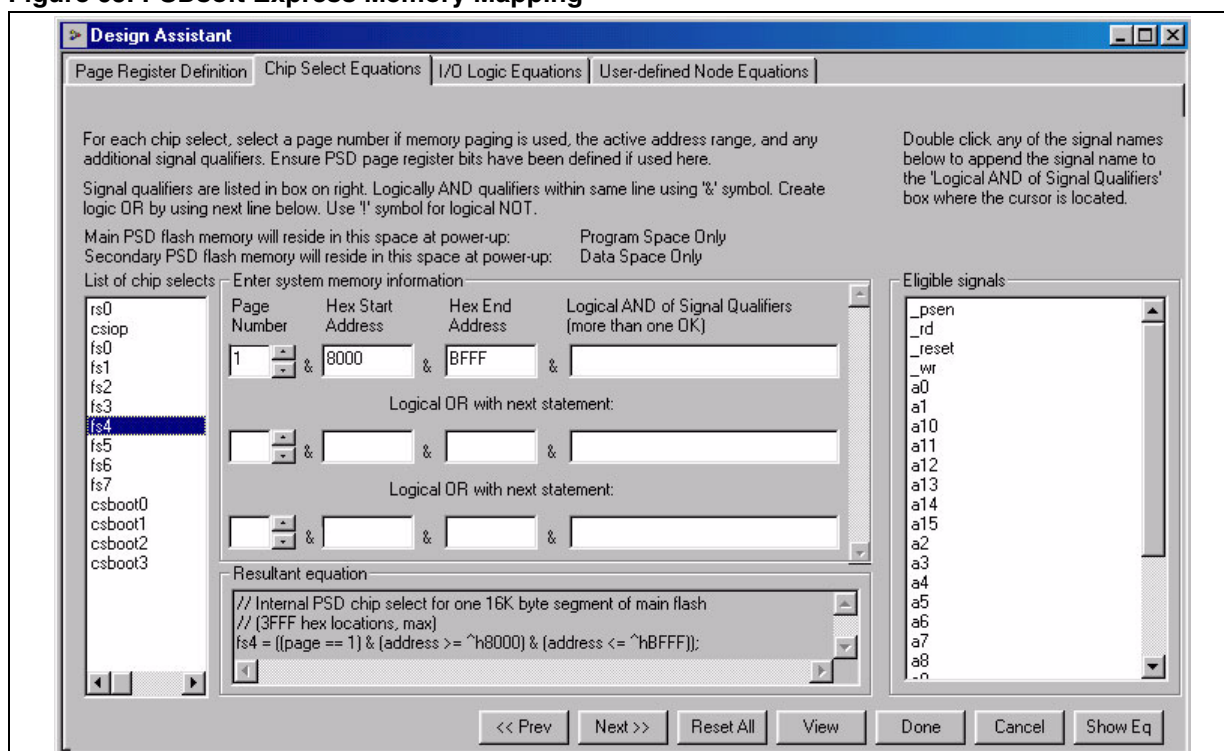 Figure 63. PSDsoft Express Memory Mapping
Design Assistant
Page Register Definition
Chip Select Equations
I/O Logic Equations
User-defined Node Equations
For each chip select, select a page number if memory paging is used, the active address range, and any
additional signal qualifiers. Ensure PSD page register bits have been defined if used here.
Signal qualifiers are listed in box on right. Logically AND qualifiers within same line using '&' symbol. Create
logic OR by using next line below. Use '!' symbol for logical NOT.
Double click any of the signal names
below to append the signal name to
the 'Logical AND of Signal Qualifiers'
box where the cursor is located.
Main PSD flash memory will reside in this space at power-up: Program Space Only
Secondary PSD flash memory will reside in this space at power-up: Data Space Only
List of chip selects
rs0
csiop
fs0
fs1
fs2
fs3
fs4
fs5
fs6
fs7
csboot0
csboot1
csboot2
csboot3
Enter system memory information
Page Number
Hex Start Address
Hex End Address
Logical AND of Signal Qualifiers
(more than one OK)
1 & 8000 & BFFF &
Logical OR with next statement:
& & &
Logical OR with next statement:
& & &
Resultant equation
// Internal PSD chip select for one 16K byte segment of main flash
// (3FFF hex locations, max)
fs4 = ((page == 1) & (address >= ^h8000) & (address <= ^hBFFF));
Eligible signals
_psen
_rd
_reset
_wr
a0
a1
a10
a11
a12
a13
a14
a15
a2
a3
a4
a5
a6
a7
a8
<< Prev
Next >>
Reset All
View
Done
Cancel
Show Eq